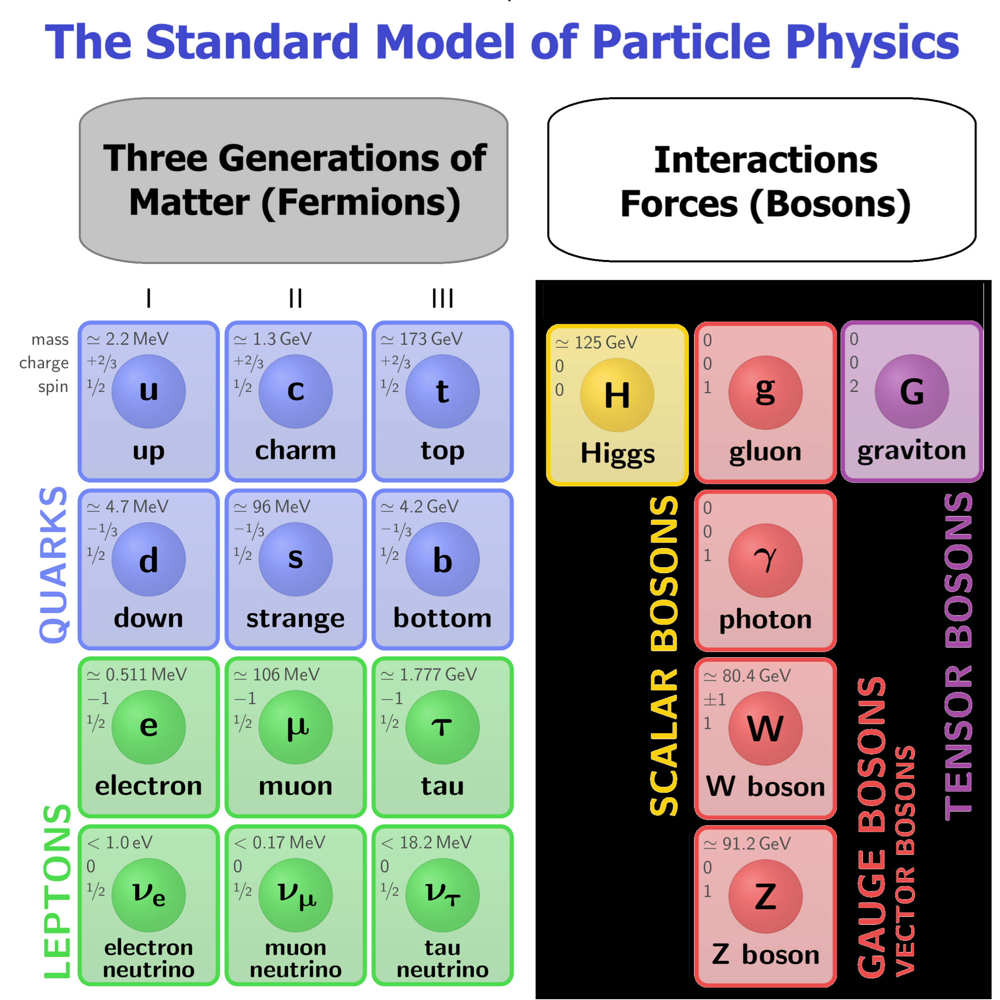 The Standard Model of Particle Physics
Three Generations of
Matter (Fermions)
Interactions
Forces (Bosons)
I
II
III
mass
charge
spin
≃ 2.2 MeV
+2/3
1/2
u
up
≃ 1.3 GeV
+2/3
1/2
c
charm
≃ 173 GeV
+2/3
1/2
t
top
≃ 125 GeV
0
0
H
Higgs
0
0
1
g
gluon
0
0
2
G
graviton
QUARKS
≃ 4.7 MeV
−1/3
1/2
d
down
≃ 96 MeV
−1/3
1/2
s
strange
≃ 4.2 GeV
−1/3
1/2
b
bottom
SCALAR BOSONS
0
0
1
γ
photon
TENSOR BOSONS
LEPTONS
≃ 0.511 MeV
−1
1/2
e
electron
≃ 106 MeV
−1
1/2
μ
muon
≃ 1.777 GeV
−1
1/2
τ
tau
≃ 80.4 GeV
±1
1
W
W boson
GAUGE BOSONS
VECTOR BOSONS
< 1.0 eV
0
1/2
νe
electron
neutrino
< 0.17 MeV
0
1/2
νμ
muon
neutrino
< 18.2 MeV
0
1/2
ντ
tau
neutrino
≃ 91.2 GeV
0
1
Z
Z boson